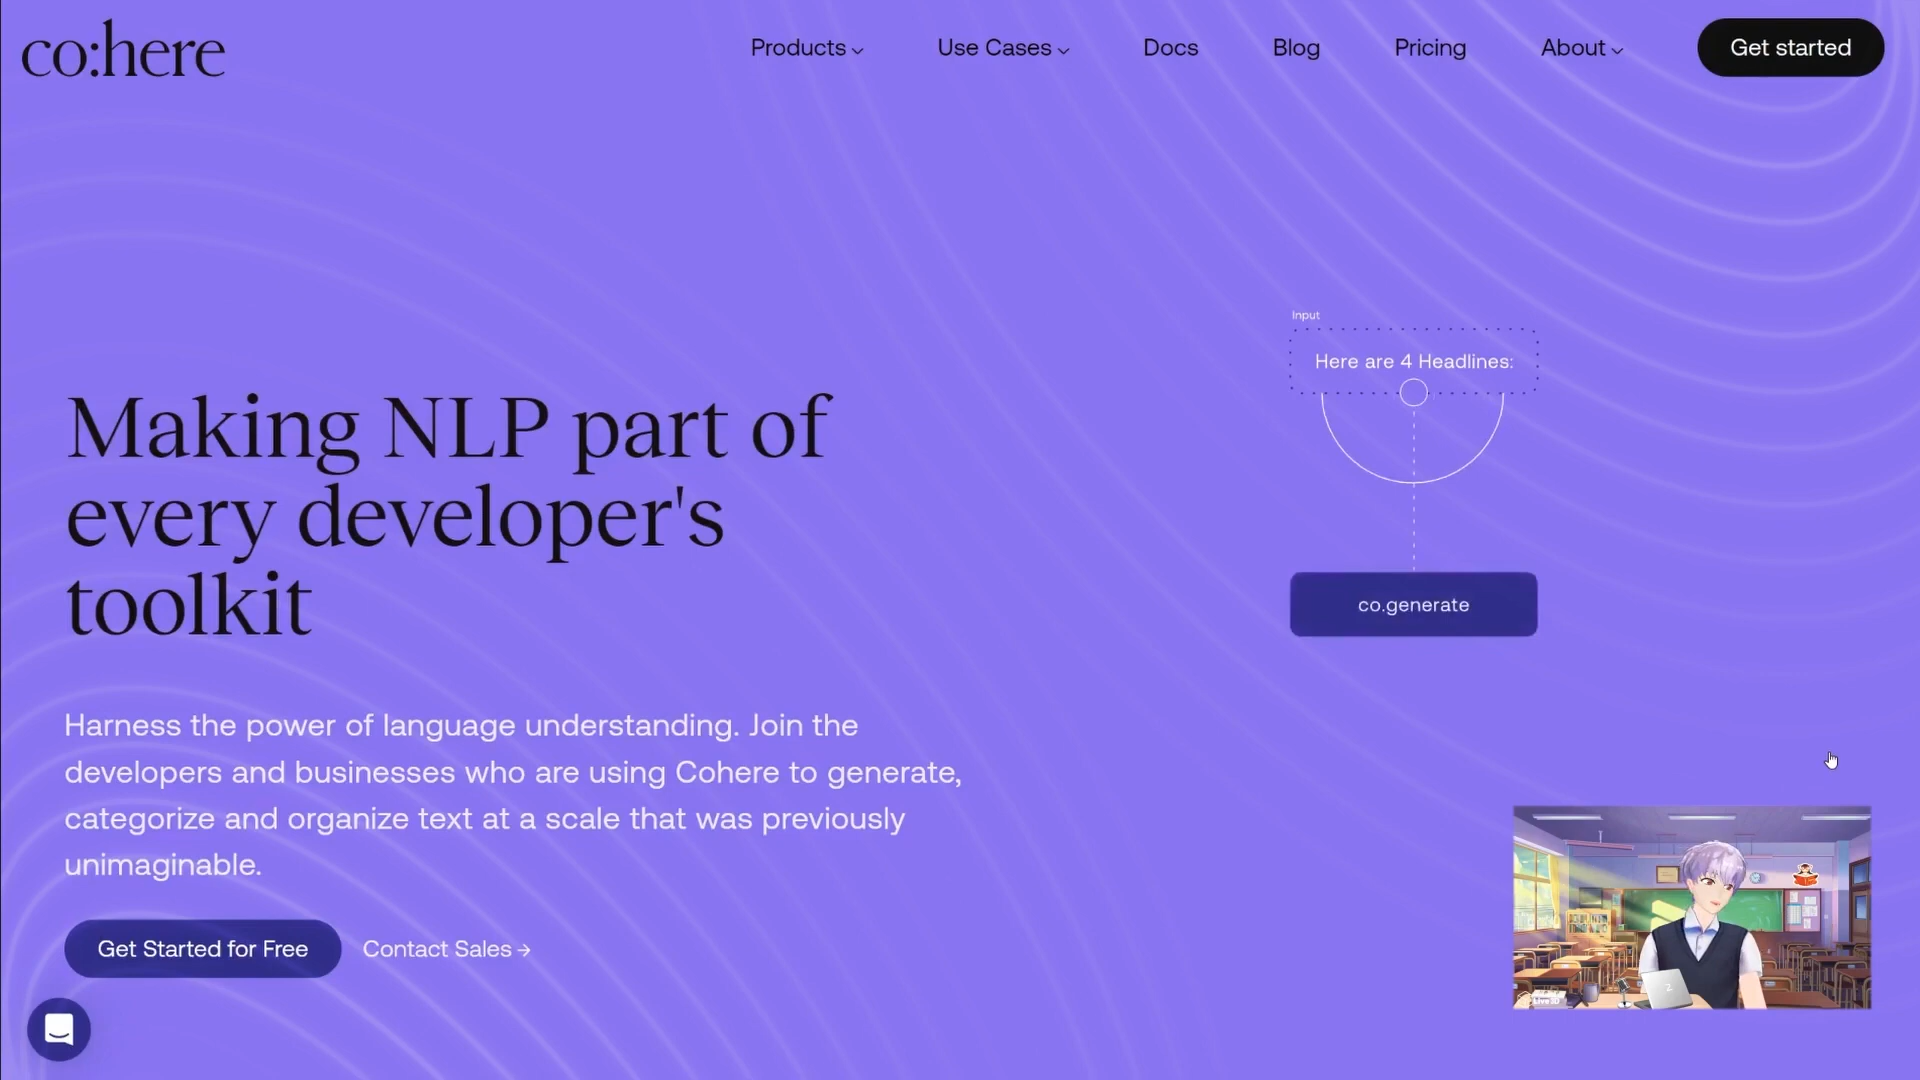 co:here
Products
Use Cases
Docs
Blog
Pricing
About
Get started
Input
Here are 4 Headlines:
co.generate
Making NLP part of
every developer's
toolkit
Harness the power of language understanding. Join the
developers and businesses who are using Cohere to generate,
categorize and organize text at a scale that was previously
unimaginable.
Get Started for Free
Contact Sales →